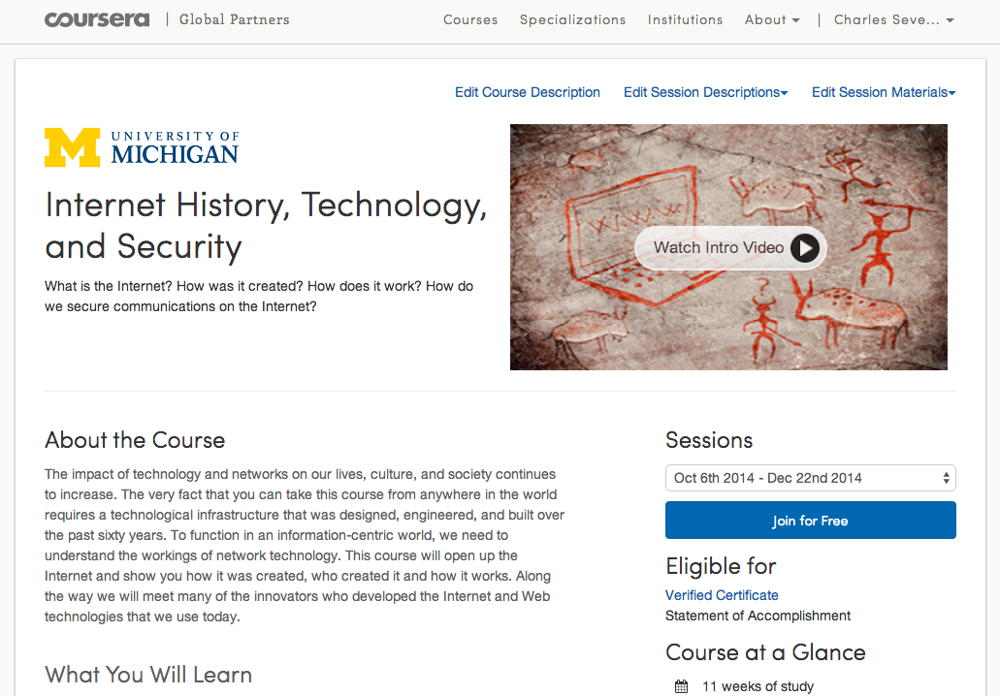 coursera | Global Partners
Courses Specializations Institutions About | Charles Seve...
Edit Course Description Edit Session Descriptions Edit Session Materials
M UNIVERSITY OF
MICHIGAN
Internet History, Technology,
and Security
What is the Internet? How was it created? How does it work? How do
we secure communications on the Internet?
WWW
Watch Intro Video
About the Course
The impact of technology and networks on our lives, culture, and society continues
to increase. The very fact that you can take this course from anywhere in the world
requires a technological infrastructure that was designed, engineered, and built over
the past sixty years. To function in an information-centric world, we need to
understand the workings of network technology. This course will open up the
Internet and show you how it was created, who created it and how it works. Along
the way we will meet many of the innovators who developed the Internet and Web
technologies that we use today.
What You Will Learn
Sessions
Oct 6th 2014 - Dec 22nd 2014
Join for Free
Eligible for
Verified Certificate
Statement of Accomplishment
Course at a Glance
11 weeks of study